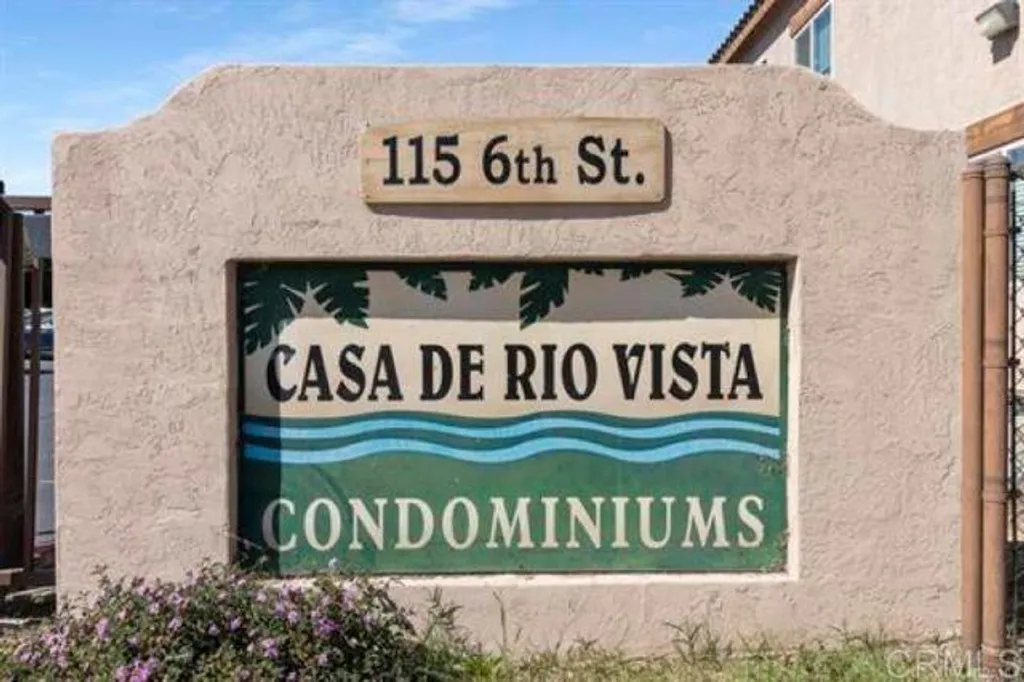 115 6th St.
CASA DE RIO VISTA
CONDOMINIUMS
CRMLS